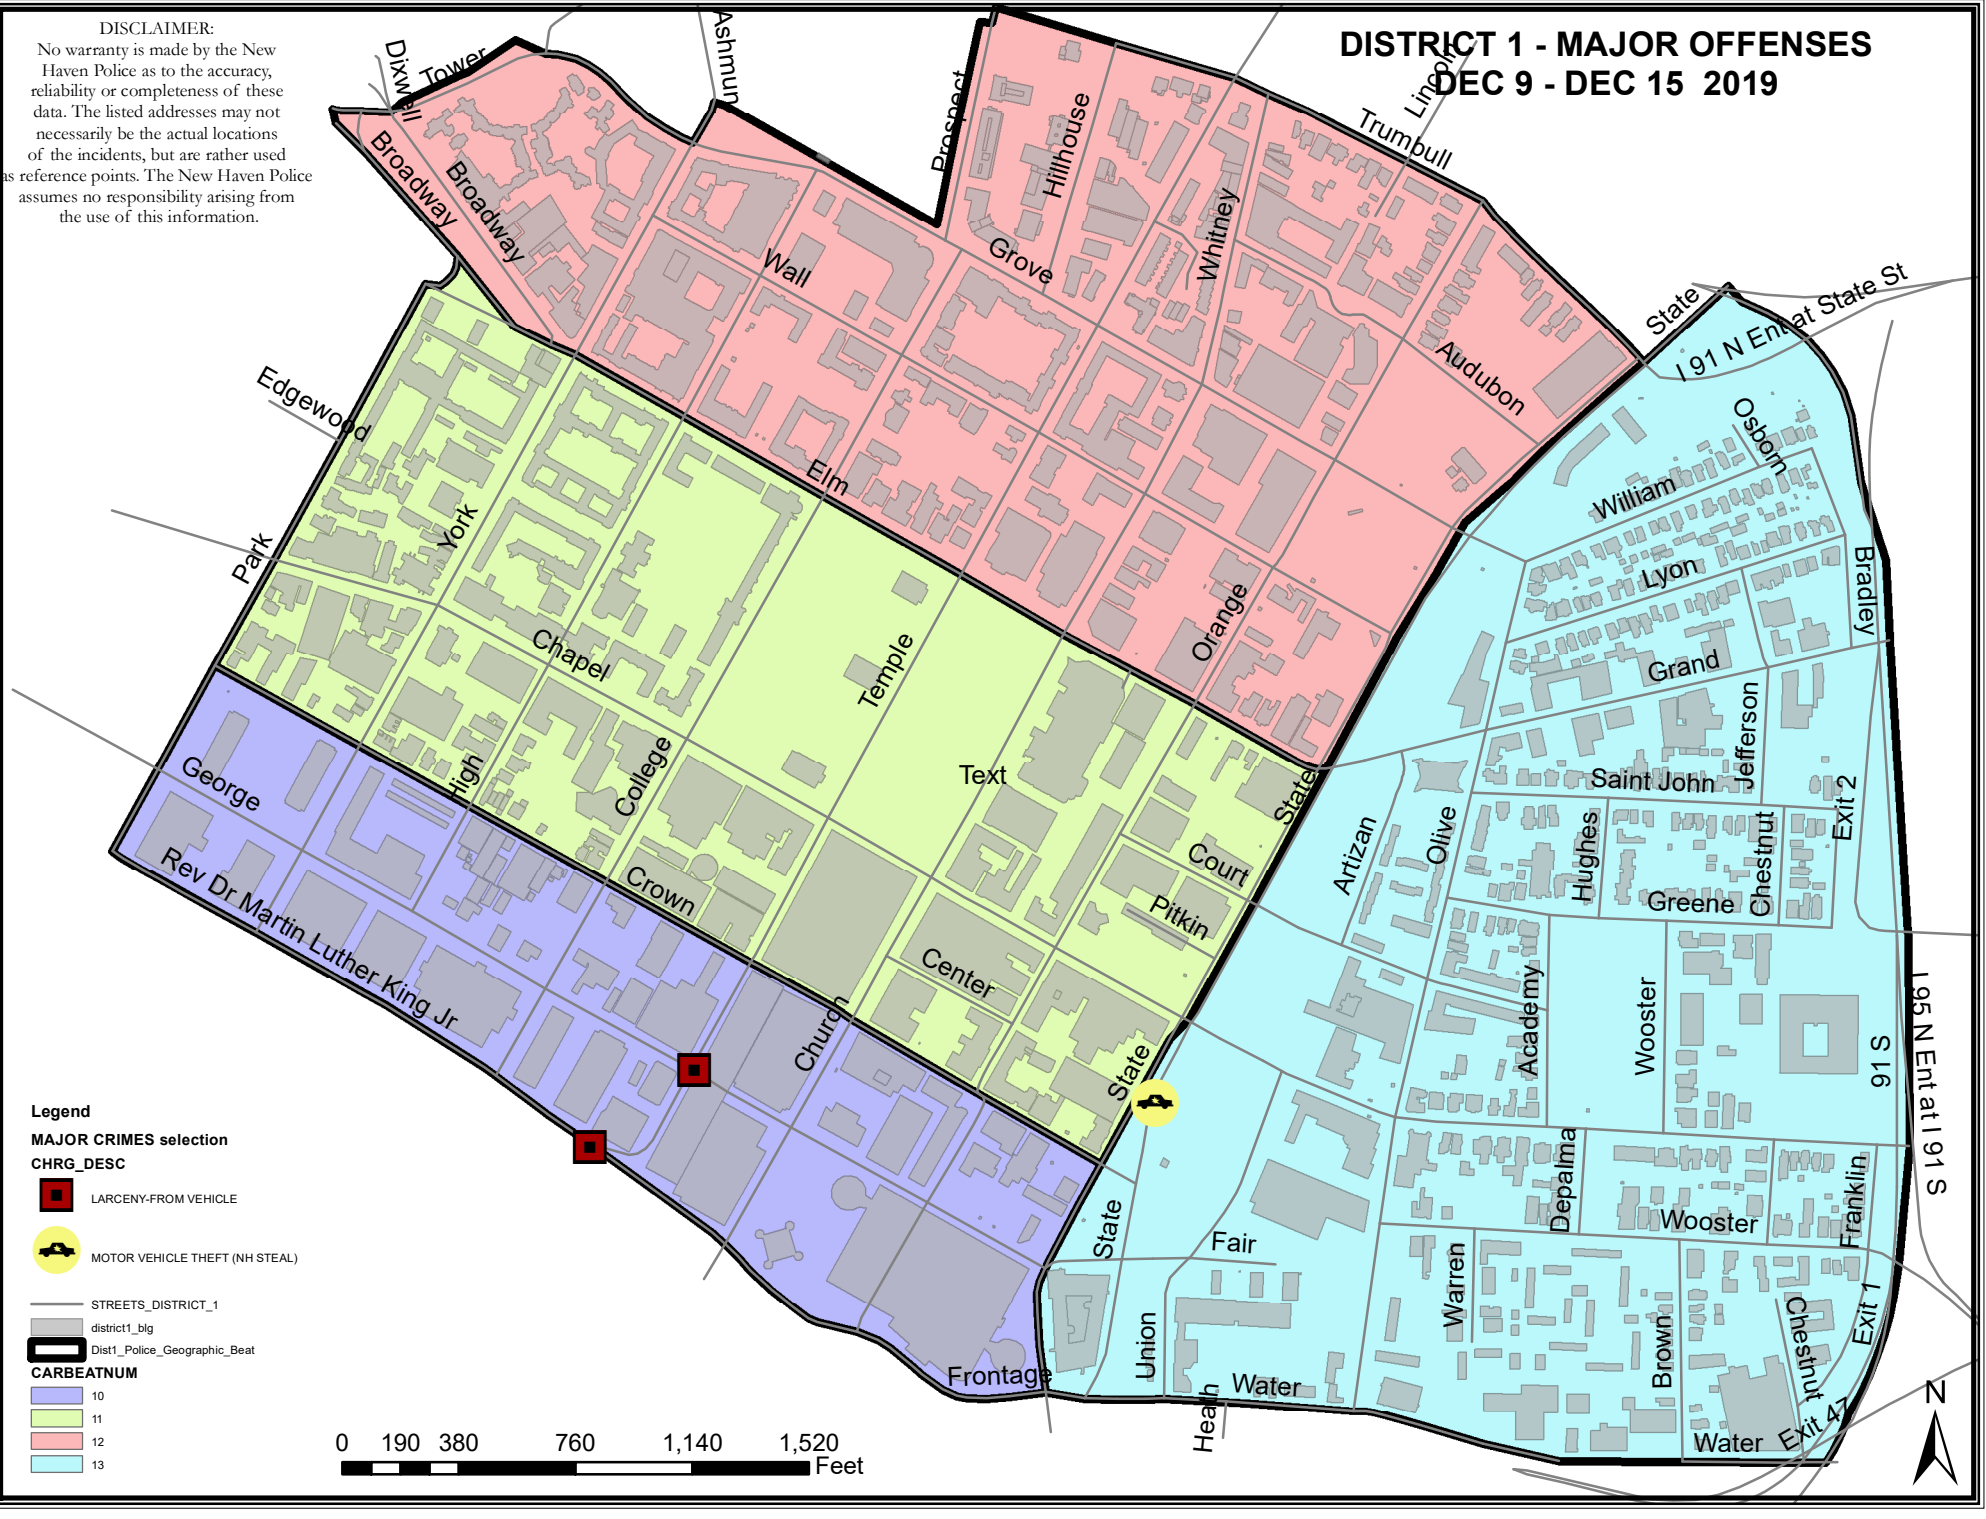 DISCLAIMER:
No warranty is made by the New
Haven Police as to the accuracy,
reliability or completeness of these
data. The listed addresses may not
necessarily be the actual locations
of the incidents, but are rather used
as reference points. The New Haven Police
assumes no responsibility arising from
the use of this information.
DISTRICT 1 - MAJOR OFFENSES
DEC 9 - DEC 15  2019
Dixwell
Tower
Ashmun
Prospect
Hillhouse
Lincoln
Trumbull
Broadway
Broadway
Wall
Grove
Whitney
State
I 91 N Ent at State St
Audubon
Edgewood
Osborn
Elm
William
York
Park
Lyon
Bradley
Orange
Chapel
Temple
Grand
Jefferson
High
College
Text
State
Saint John
Exit 2
George
Artizan
Olive
Hughes
Chestnut
Court
Crown
Greene
Pitkin
Rev Dr Martin Luther King Jr
Center
Church
Academy
Wooster
I 95 N Ent at I 91 S
91 S
State
Depalma
Franklin
State
Fair
Wooster
Warren
Union
Brown
Chestnut
Exit 1
Frontage
Heath
Water
Water
Exit 47
N
Legend
MAJOR CRIMES selection
CHRG_DESC
LARCENY-FROM VEHICLE
MOTOR VEHICLE THEFT (NH STEAL)
STREETS_DISTRICT_1
district1_blg
Dist1_Police_Geographic_Beat
CARBEATNUM
10
11
12
13
0 190 380 760 1,140 1,520
Feet